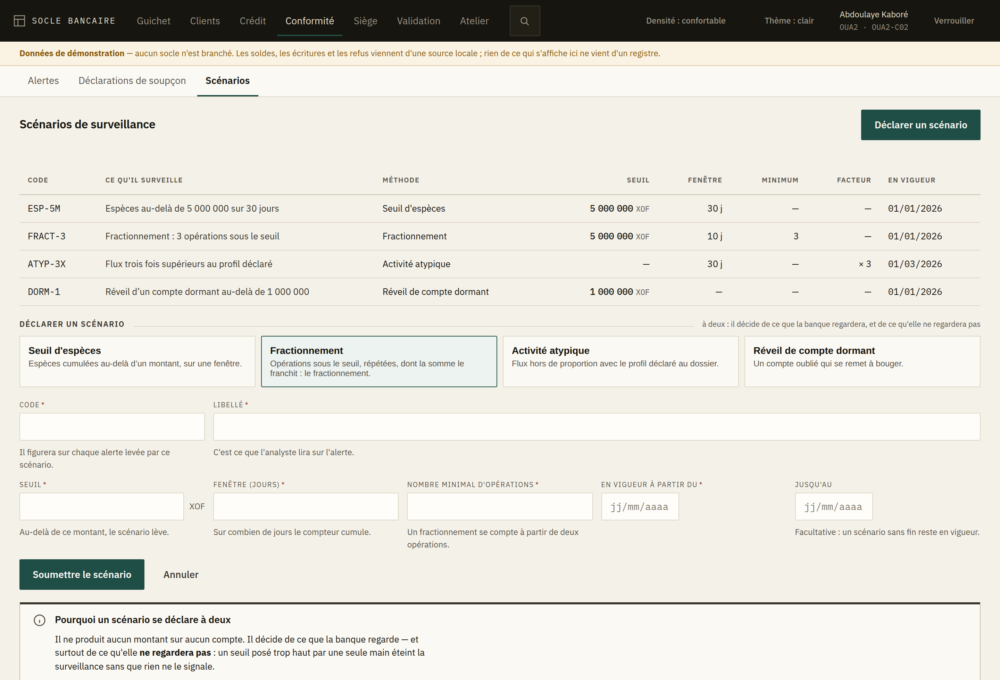 SOCLE BANCAIRE Guichet Clients Crédit Conformité Siège Validation Atelier Densité : confortable Thème : clair Abdoulaye Kaboré Verrouiller
OUA2 · OUA2-C02
Données de démonstration — aucun socle n'est branché. Les soldes, les écritures et les refus viennent d'une source locale ; rien de ce qui s'affiche ici ne vient d'un registre.
Alertes Déclarations de soupçon Scénarios
Scénarios de surveillance Déclarer un scénario
CODE CE QU'IL SURVEILLE MÉTHODE SEUIL FENÊTRE MINIMUM FACTEUR EN VIGUEUR
ESP-5M Espèces au-delà de 5 000 000 sur 30 jours Seuil d'espèces 5 000 000 XOF 30 j — — 01/01/2026
FRACT-3 Fractionnement : 3 opérations sous le seuil Fractionnement 5 000 000 XOF 10 j 3 — 01/01/2026
ATYP-3X Flux trois fois supérieurs au profil déclaré Activité atypique — 30 j — × 3 01/03/2026
DORM-1 Réveil d’un compte dormant au-delà de 1 000 000 Réveil de compte dormant 1 000 000 XOF — — — 01/01/2026
DÉCLARER UN SCÉNARIO à deux : il décide de ce que la banque regardera, et de ce qu'elle ne regardera pas
Seuil d'espèces
Espèces cumulées au-delà d’un montant, sur une fenêtre.
Fractionnement
Opérations sous le seuil, répétées, dont la somme le
franchit : le fractionnement.
Activité atypique
Flux hors de proportion avec le profil déclaré au dossier.
Réveil de compte dormant
Un compte oublié qui se remet à bouger.
CODE * LIBELLÉ *
Il figurera sur chaque alerte levée par ce
scénario.
C'est ce que l'analyste lira sur l'alerte.
SEUIL * FENÊTRE (JOURS) * NOMBRE MINIMAL D'OPÉRATIONS * EN VIGUEUR À PARTIR DU * JUSQU'AU
XOF jj/mm/aaaa jj/mm/aaaa
Au-delà de ce montant, le scénario lève.
Sur combien de jours le compteur cumule.
Un fractionnement se compte à partir de deux
opérations.
Facultative : un scénario sans fin reste en vigueur.
Soumettre le scénario Annuler
Pourquoi un scénario se déclare à deux
Il ne produit aucun montant sur aucun compte. Il décide de ce que la banque regarde — et
surtout de ce qu'elle ne regardera pas : un seuil posé trop haut par une seule main éteint la
surveillance sans que rien ne le signale.